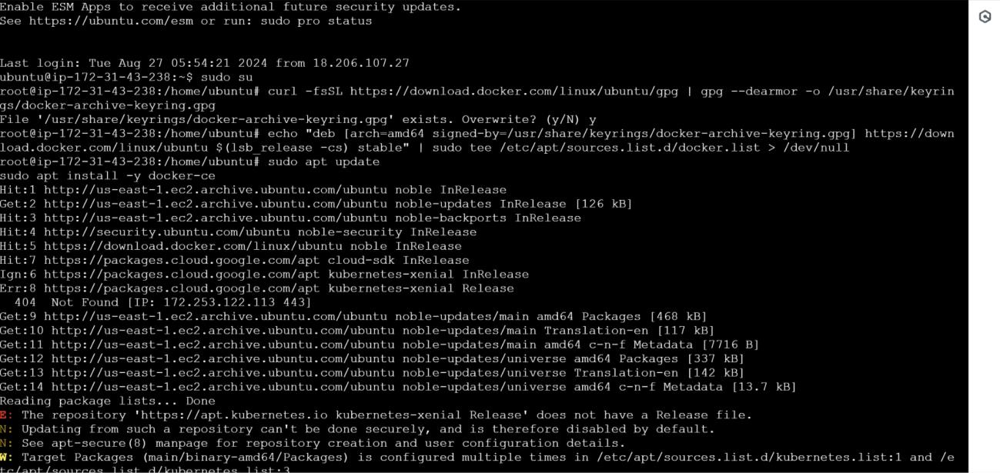 Enable ESM Apps to receive additional future security updates.
See https://ubuntu.com/esm or run: sudo pro status
Last login: Tue Aug 27 05:54:21 2024 from 18.206.107.27
ubuntu@ip-172-31-43-238:~$ sudo su
root@ip-172-31-43-238:/home/ubuntu# curl -fsSL https://download.docker.com/linux/ubuntu/gpg | gpg --dearmor -o /usr/share/keyrin
gs/docker-archive-keyring.gpg
File '/usr/share/keyrings/docker-archive-keyring.gpg' exists. Overwrite? (y/N) y
root@ip-172-31-43-238:/home/ubuntu# echo "deb [arch=amd64 signed-by=/usr/share/keyrings/docker-archive-keyring.gpg] https://down
load.docker.com/linux/ubuntu $(lsb_release -cs) stable" | sudo tee /etc/apt/sources.list.d/docker.list > /dev/null
root@ip-172-31-43-238:/home/ubuntu# sudo apt update
sudo apt install -y docker-ce
Hit:1 http://us-east-1.ec2.archive.ubuntu.com/ubuntu noble InRelease
Get:2 http://us-east-1.ec2.archive.ubuntu.com/ubuntu noble-updates InRelease [126 kB]
Hit:3 http://us-east-1.ec2.archive.ubuntu.com/ubuntu noble-backports InRelease
Hit:4 http://security.ubuntu.com/ubuntu noble-security InRelease
Hit:5 https://download.docker.com/linux/ubuntu noble InRelease
Hit:7 https://packages.cloud.google.com/apt cloud-sdk InRelease
Ign:6 https://packages.cloud.google.com/apt kubernetes-xenial InRelease
Err:8 https://packages.cloud.google.com/apt kubernetes-xenial Release
  404  Not Found [IP: 172.253.122.113 443]
Get:9 http://us-east-1.ec2.archive.ubuntu.com/ubuntu noble-updates/main amd64 Packages [468 kB]
Get:10 http://us-east-1.ec2.archive.ubuntu.com/ubuntu noble-updates/main Translation-en [117 kB]
Get:11 http://us-east-1.ec2.archive.ubuntu.com/ubuntu noble-updates/main amd64 c-n-f Metadata [7716 B]
Get:12 http://us-east-1.ec2.archive.ubuntu.com/ubuntu noble-updates/universe amd64 Packages [337 kB]
Get:13 http://us-east-1.ec2.archive.ubuntu.com/ubuntu noble-updates/universe Translation-en [142 kB]
Get:14 http://us-east-1.ec2.archive.ubuntu.com/ubuntu noble-updates/universe amd64 c-n-f Metadata [13.7 kB]
Reading package lists... Done
E: The repository 'https://apt.kubernetes.io kubernetes-xenial Release' does not have a Release file.
N: Updating from such a repository can't be done securely, and is therefore disabled by default.
N: See apt-secure(8) manpage for repository creation and user configuration details.
W: Target Packages (main/binary-amd64/Packages) is configured multiple times in /etc/apt/sources.list.d/kubernetes.list:1 and /e
tc/apt/sources.list.d/kubernetes.list:3